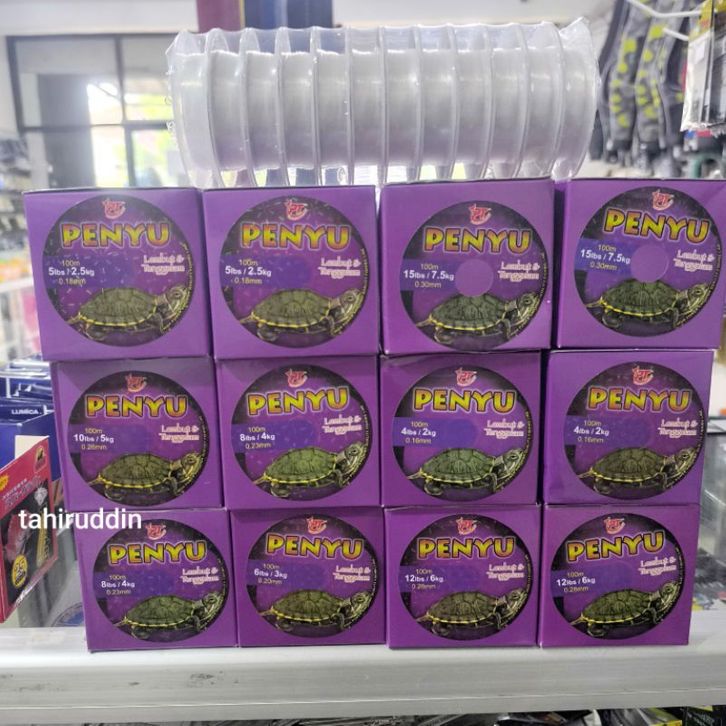 PENYU
100m
5lbs / 2.5kg
0.18mm
Lembut &
Tenggelam
PENYU
100m
5lbs / 2.5kg
0.18mm
Lembut &
Tenggelam
PENYU
100m
15lbs / 7.5kg
0.30mm
Lembut &
Tenggelam
PENYU
100m
15lbs / 7.5kg
0.30mm
Lembut &
Tenggelam
PENYU
100m
10lbs / 5kg
0.26mm
Lembut &
Tenggelam
PENYU
100m
8lbs / 4kg
0.23mm
Lembut &
Tenggelam
PENYU
100m
4lbs / 2kg
0.16mm
Lembut &
Tenggelam
PENYU
100m
4lbs / 2kg
0.16mm
Lembut &
Tenggelam
LUMICA
tahiruddin
PENYU
100m
8lbs / 4kg
0.23mm
Lembut &
Tenggelam
PENYU
100m
6lbs / 3kg
0.20mm
Lembut &
Tenggelam
PENYU
100m
12lbs / 6kg
0.28mm
Lembut &
Tenggelam
PENYU
100m
12lbs / 6kg
0.28mm
Lembut &
Tenggelam
25